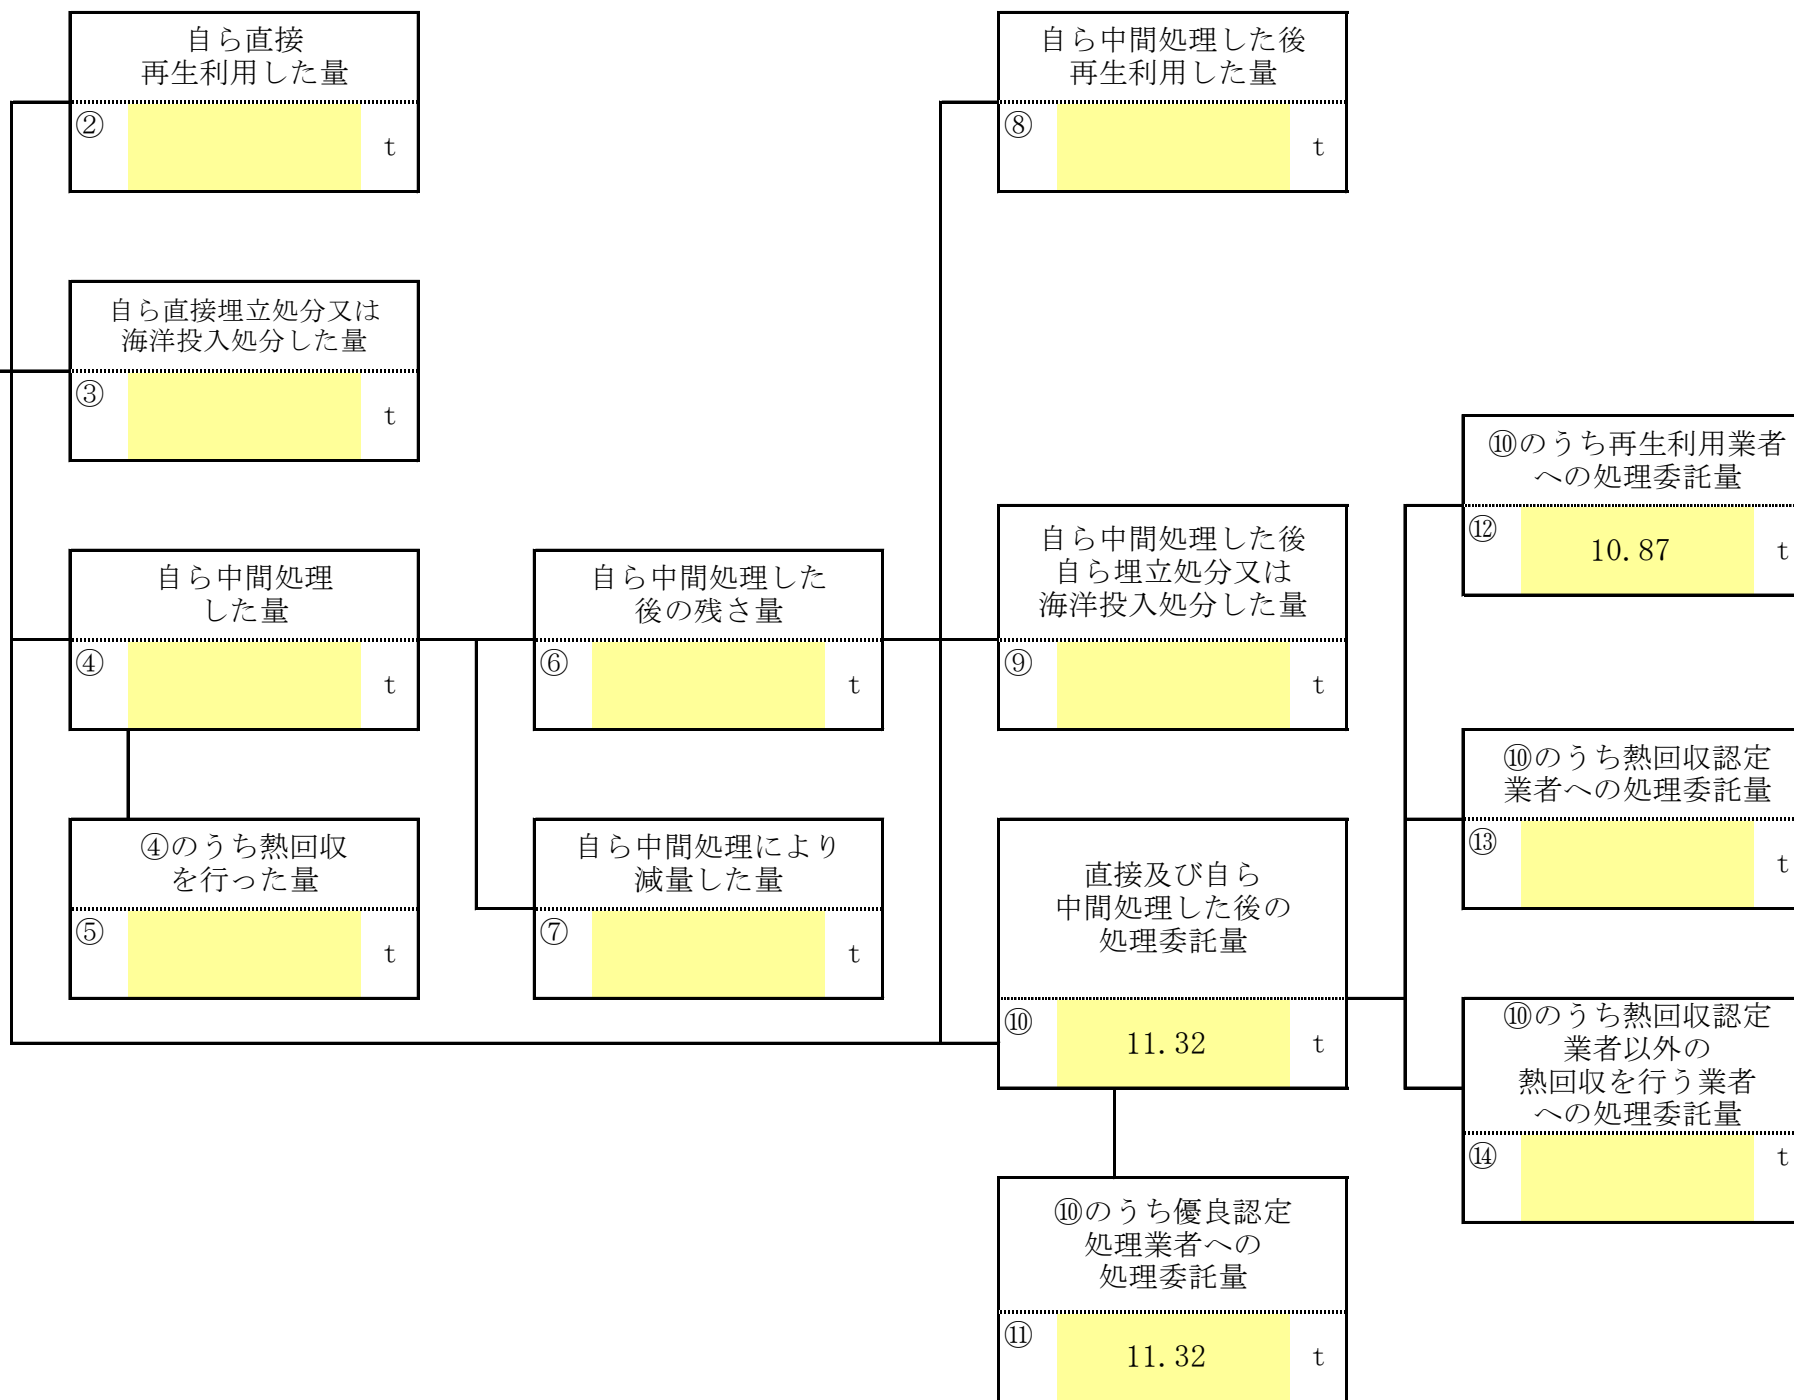 自ら直接
再生利用した量
②
t
自ら中間処理した後
再生利用した量
⑧
t
自ら直接埋立処分又は
海洋投入処分した量
③
t
⑩のうち再生利用業者
への処理委託量
⑫
10.87
t
自ら中間処理
した量
④
t
自ら中間処理した
後の残さ量
⑥
t
自ら中間処理した後
自ら埋立処分又は
海洋投入処分した量
⑨
t
⑩のうち熱回収認定
業者への処理委託量
⑬
t
④のうち熱回収
を行った量
⑤
t
自ら中間処理により
減量した量
⑦
t
直接及び自ら
中間処理した後の
処理委託量
⑩
11.32
t
⑩のうち熱回収認定
業者以外の
熱回収を行う業者
への処理委託量
⑭
t
⑩のうち優良認定
処理業者への
処理委託量
⑪
11.32
t